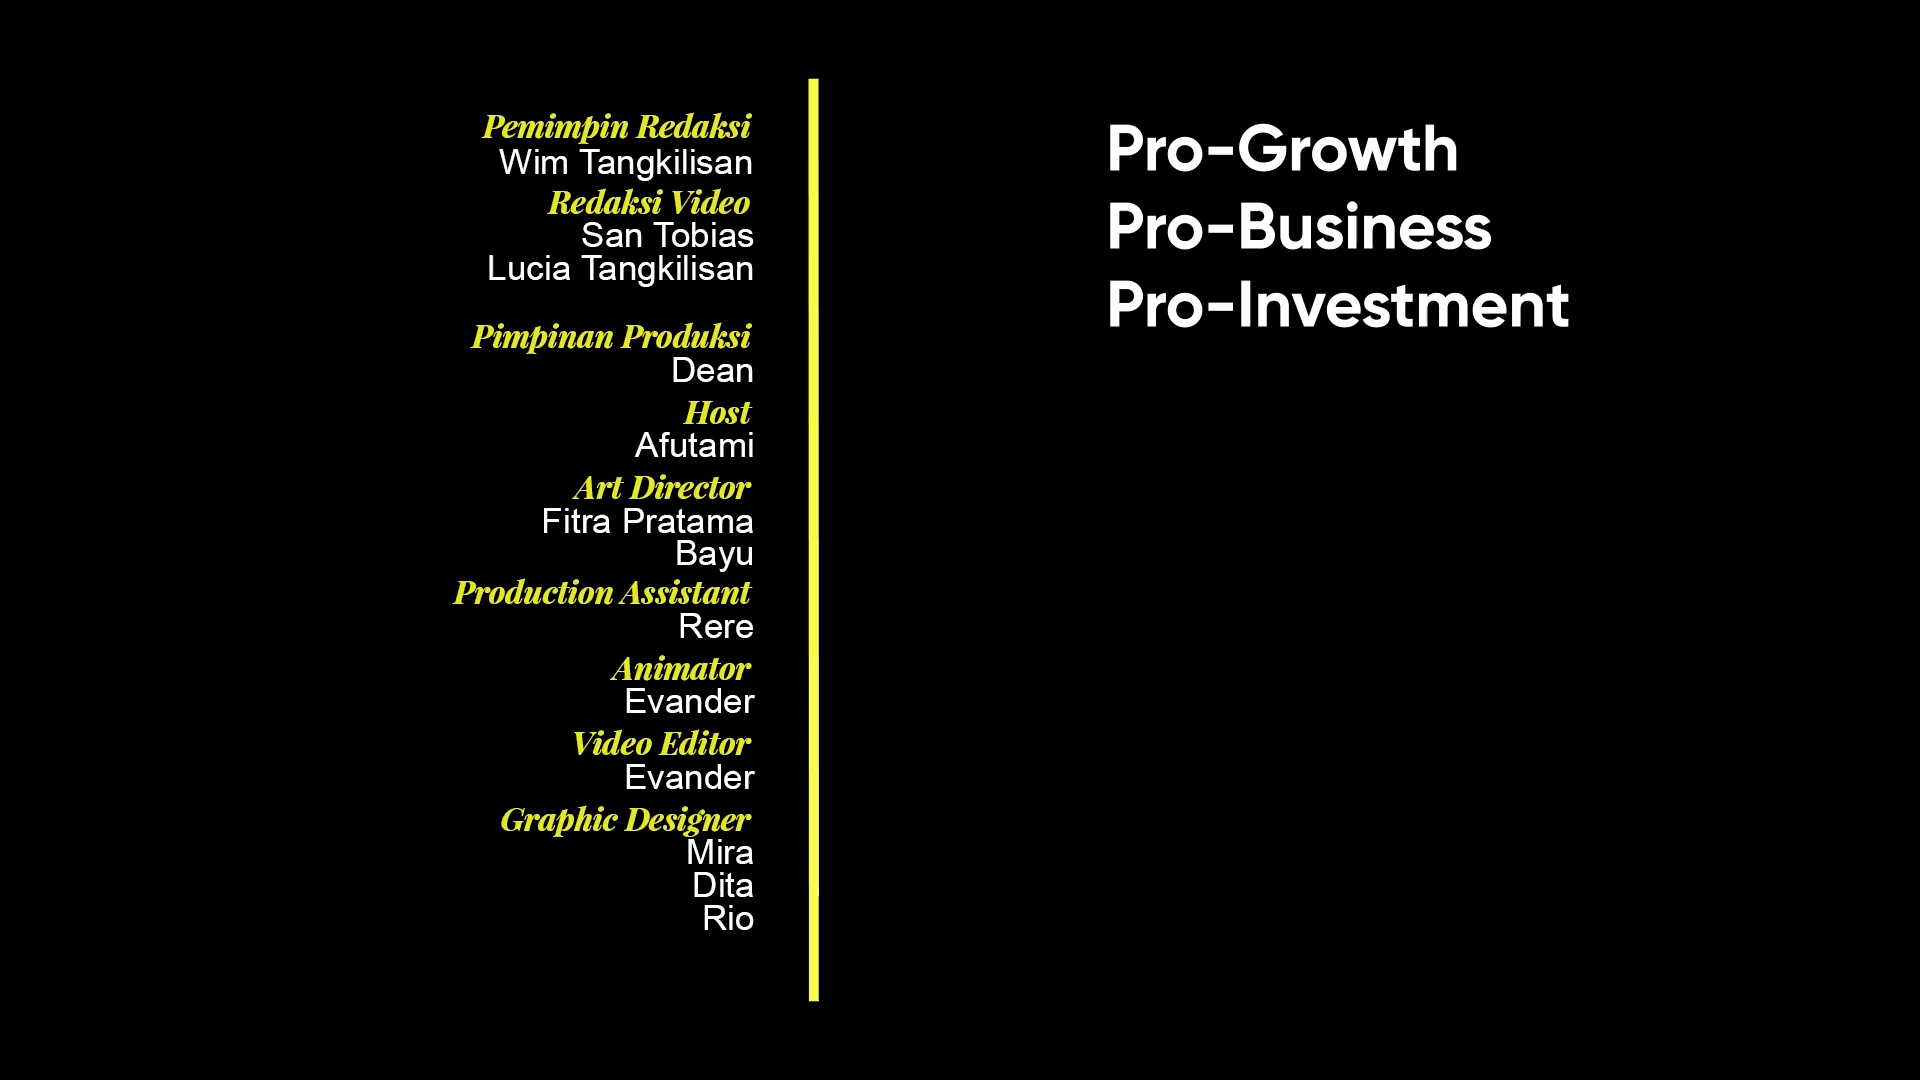 Pemimpin Redaksi
Wim Tangkilisan
Redaksi Video
San Tobias
Lucia Tangkilisan
Pimpinan Produksi
Dean
Host
Afutami
Art Director
Fitra Pratama
Bayu
Production Assistant
Rere
Animator
Evander
Video Editor
Evander
Graphic Designer
Mira
Dita
Rio
Pro-Growth
Pro-Business
Pro-Investment